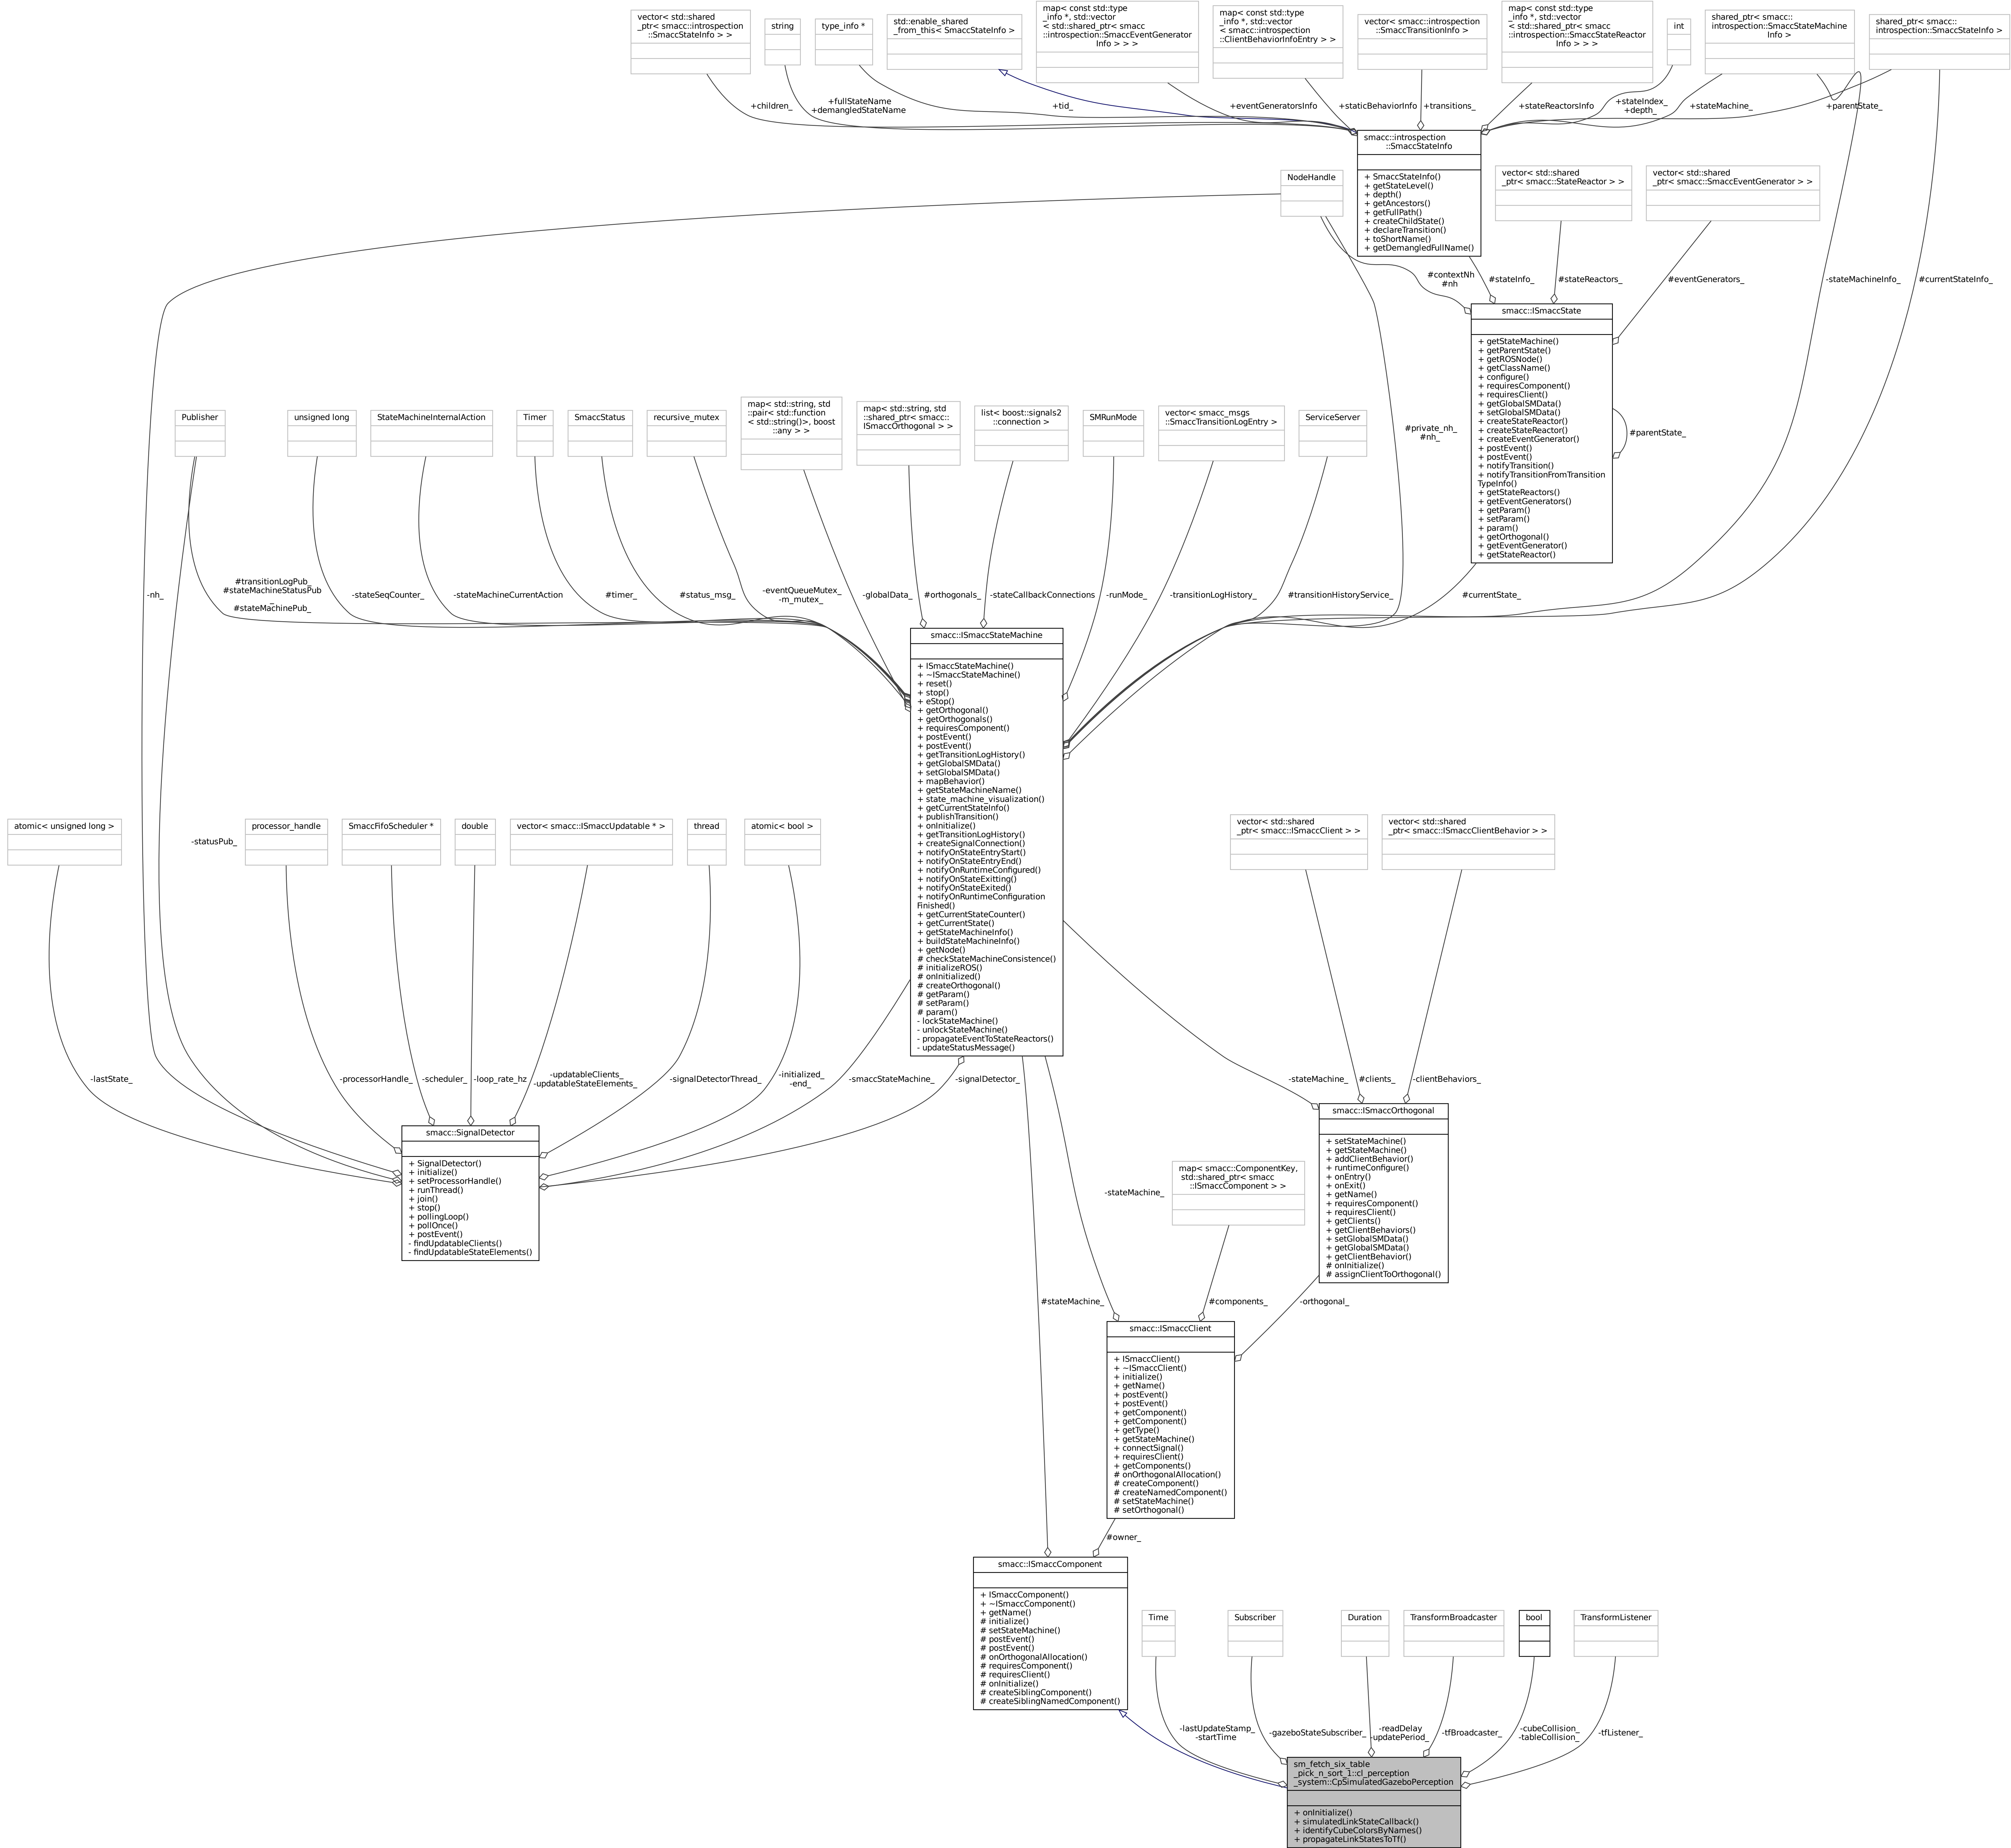 vector< std::shared
_ptr< smacc::introspection
::SmaccStateInfo > >
string
type_info *
std::enable_shared
_from_this< SmaccStateInfo >
map< const std::type
_info *, std::vector
< std::shared_ptr< smacc
::introspection::SmaccEventGenerator
Info > > >
map< const std::type
_info *, std::vector
< smacc::introspection
::ClientBehaviorInfoEntry > >
vector< smacc::introspection
::SmaccTransitionInfo >
map< const std::type
_info *, std::vector
< std::shared_ptr< smacc
::introspection::SmaccStateReactor
Info > > >
int
shared_ptr< smacc::
introspection::SmaccStateMachine
Info >
shared_ptr< smacc::
introspection::SmaccStateInfo >
+children_
+fullStateName
+demangledStateName
+tid_
+eventGeneratorsInfo
+staticBehaviorInfo
+transitions_
+stateReactorsInfo
+stateIndex_
+depth_
+stateMachine_
+parentState_
smacc::introspection
::SmaccStateInfo
+ SmaccStateInfo()
+ getStateLevel()
+ depth()
+ getAncestors()
+ getFullPath()
+ createChildState()
+ declareTransition()
+ toShortName()
+ getDemangledFullName()
NodeHandle
vector< std::shared
_ptr< smacc::StateReactor > >
vector< std::shared
_ptr< smacc::SmaccEventGenerator > >
#contextNh
#nh
#stateInfo_
#stateReactors_
#eventGenerators_
-stateMachineInfo_
#currentStateInfo_
smacc::ISmaccState
+ getStateMachine()
+ getParentState()
+ getROSNode()
+ getClassName()
+ configure()
+ requiresComponent()
+ requiresClient()
+ getGlobalSMData()
+ setGlobalSMData()
+ createStateReactor()
+ createStateReactor()
+ createEventGenerator()
+ postEvent()
+ postEvent()
+ notifyTransition()
+ notifyTransitionFromTransition
TypeInfo()
+ getStateReactors()
+ getEventGenerators()
+ getParam()
+ setParam()
+ param()
+ getOrthogonal()
+ getEventGenerator()
+ getStateReactor()
#parentState_
Publisher
unsigned long
StateMachineInternalAction
Timer
SmaccStatus
recursive_mutex
map< std::string, std
::pair< std::function
< std::string()>, boost
::any > >
map< std::string, std
::shared_ptr< smacc::
ISmaccOrthogonal > >
list< boost::signals2
::connection >
SMRunMode
vector< smacc_msgs
::SmaccTransitionLogEntry >
ServiceServer
#private_nh_
#nh_
-nh_
#transitionLogPub_
#stateMachineStatusPub
_
#stateMachinePub_
-stateSeqCounter_
-stateMachineCurrentAction
#timer_
#status_msg_
-eventQueueMutex_
-m_mutex_
-globalData_
#orthogonals_
-stateCallbackConnections
-runMode_
-transitionLogHistory_
#transitionHistoryService_
#currentState_
smacc::ISmaccStateMachine
+ ISmaccStateMachine()
+ ~ISmaccStateMachine()
+ reset()
+ stop()
+ eStop()
+ getOrthogonal()
+ getOrthogonals()
+ requiresComponent()
+ postEvent()
+ postEvent()
+ getTransitionLogHistory()
+ getGlobalSMData()
+ setGlobalSMData()
+ mapBehavior()
+ getStateMachineName()
+ state_machine_visualization()
+ getCurrentStateInfo()
+ publishTransition()
+ onInitialize()
+ getTransitionLogHistory()
+ createSignalConnection()
+ notifyOnStateEntryStart()
+ notifyOnStateEntryEnd()
+ notifyOnRuntimeConfigured()
+ notifyOnStateExitting()
+ notifyOnStateExited()
+ notifyOnRuntimeConfiguration
Finished()
+ getCurrentStateCounter()
+ getCurrentState()
+ getStateMachineInfo()
+ buildStateMachineInfo()
+ getNode()
# checkStateMachineConsistence()
# initializeROS()
# onInitialized()
# createOrthogonal()
# getParam()
# setParam()
# param()
- lockStateMachine()
- unlockStateMachine()
- propagateEventToStateReactors()
- updateStatusMessage()
atomic< unsigned long >
-statusPub_
processor_handle
SmaccFifoScheduler *
double
vector< smacc::ISmaccUpdatable * >
thread
atomic< bool >
vector< std::shared
_ptr< smacc::ISmaccClient > >
vector< std::shared
_ptr< smacc::ISmaccClientBehavior > >
-lastState_
-processorHandle_
-scheduler_
-loop_rate_hz
-updatableClients_
-updatableStateElements_
-signalDetectorThread_
-initialized_
-end_
-smaccStateMachine_
-signalDetector_
-stateMachine_
#clients_
-clientBehaviors_
smacc::SignalDetector
+ SignalDetector()
+ initialize()
+ setProcessorHandle()
+ runThread()
+ join()
+ stop()
+ pollingLoop()
+ pollOnce()
+ postEvent()
- findUpdatableClients()
- findUpdatableStateElements()
smacc::ISmaccOrthogonal
+ setStateMachine()
+ getStateMachine()
+ addClientBehavior()
+ runtimeConfigure()
+ onEntry()
+ onExit()
+ getName()
+ requiresComponent()
+ requiresClient()
+ getClients()
+ getClientBehaviors()
+ setGlobalSMData()
+ getGlobalSMData()
+ getClientBehavior()
# onInitialize()
# assignClientToOrthogonal()
-stateMachine_
map< smacc::ComponentKey,
std::shared_ptr< smacc
::ISmaccComponent > >
#stateMachine_
#components_
-orthogonal_
smacc::ISmaccClient
+ ISmaccClient()
+ ~ISmaccClient()
+ initialize()
+ getName()
+ postEvent()
+ postEvent()
+ getComponent()
+ getComponent()
+ getType()
+ getStateMachine()
+ connectSignal()
+ requiresClient()
+ getComponents()
# onOrthogonalAllocation()
# createComponent()
# createNamedComponent()
# setStateMachine()
# setOrthogonal()
#owner_
smacc::ISmaccComponent
+ ISmaccComponent()
+ ~ISmaccComponent()
+ getName()
# initialize()
# setStateMachine()
# postEvent()
# postEvent()
# onOrthogonalAllocation()
# requiresComponent()
# requiresClient()
# onInitialize()
# createSiblingComponent()
# createSiblingNamedComponent()
Time
Subscriber
Duration
TransformBroadcaster
bool
TransformListener
-lastUpdateStamp_
-startTime
-gazeboStateSubscriber_
-readDelay
-updatePeriod_
-tfBroadcaster_
-cubeCollision_
-tableCollision_
-tfListener_
sm_fetch_six_table
_pick_n_sort_1::cl_perception
_system::CpSimulatedGazeboPerception
+ onInitialize()
+ simulatedLinkStateCallback()
+ identifyCubeColorsByNames()
+ propagateLinkStatesToTf()